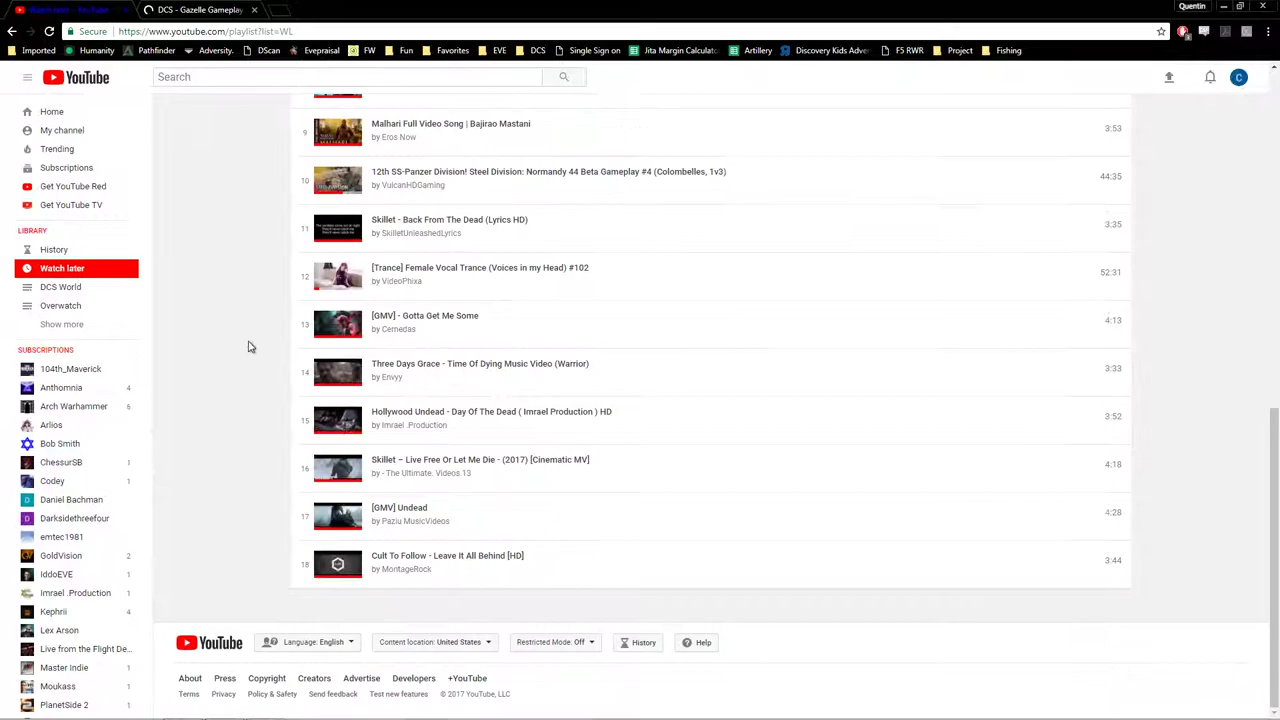 Watch later - YouTube
DCS - Gazelle Gameplay
Quentin
Secure
https://www.youtube.com/playlist?list=WL
Imported
Humanity
Pathfinder
Adversity.
DScan
Evepraisal
FW
Fun
Favorites
EVE
DCS
Single Sign on
Jita Margin Calculato
Artillery
Discovery Kids Adven
F5 RWR
Project
Fishing
YouTube
Search
C
Home
My channel
Trending
Subscriptions
Get YouTube Red
Get YouTube TV
LIBRARY
History
Watch later
DCS World
Overwatch
Show more
SUBSCRIPTIONS
104th_Maverick
Anthomnia 4
Arch Warhammer 6
Arlios
Bob Smith
ChessurSB 1
Codey 1
Daniel Bachman
Darksidethreefour
emtec1981
GoldVision 2
IddoEVE 1
Imrael .Production 1
Kephrii 4
Lex Arson 1
Live from the Flight De... 1
Master Indie 1
Moukass 1
PlanetSide 2 1
9 Malhari Full Video Song | Bajirao Mastani 3:53
by Eros Now
10 12th SS-Panzer Division! Steel Division: Normandy 44 Beta Gameplay #4 (Colombelles, 1v3) 44:35
by VulcanHDGaming
11 Skillet - Back From The Dead (Lyrics HD) 3:35
by SkilletUnleashedLyrics
12 [Trance] Female Vocal Trance (Voices in my Head) #102 52:31
by VideoPhixa
13 [GMV] - Gotta Get Me Some 4:13
by Cernedas
14 Three Days Grace - Time Of Dying Music Video (Warrior) 3:33
by Envyy
15 Hollywood Undead - Day Of The Dead ( Imrael Production ) HD 3:52
by Imrael .Production
16 Skillet – Live Free Or Let Me Die - (2017) [Cinematic MV] 4:18
by - The Ultimate. Videos 13
17 [GMV] Undead 4:28
by Paziu MusicVideos
18 Cult To Follow - Leave It All Behind [HD] 3:44
by MontageRock
YouTube
Language: English
Content location: United States
Restricted Mode: Off
History
Help
About Press Copyright Creators Advertise Developers +YouTube
Terms Privacy Policy & Safety Send feedback Test new features © 2017 YouTube, LLC